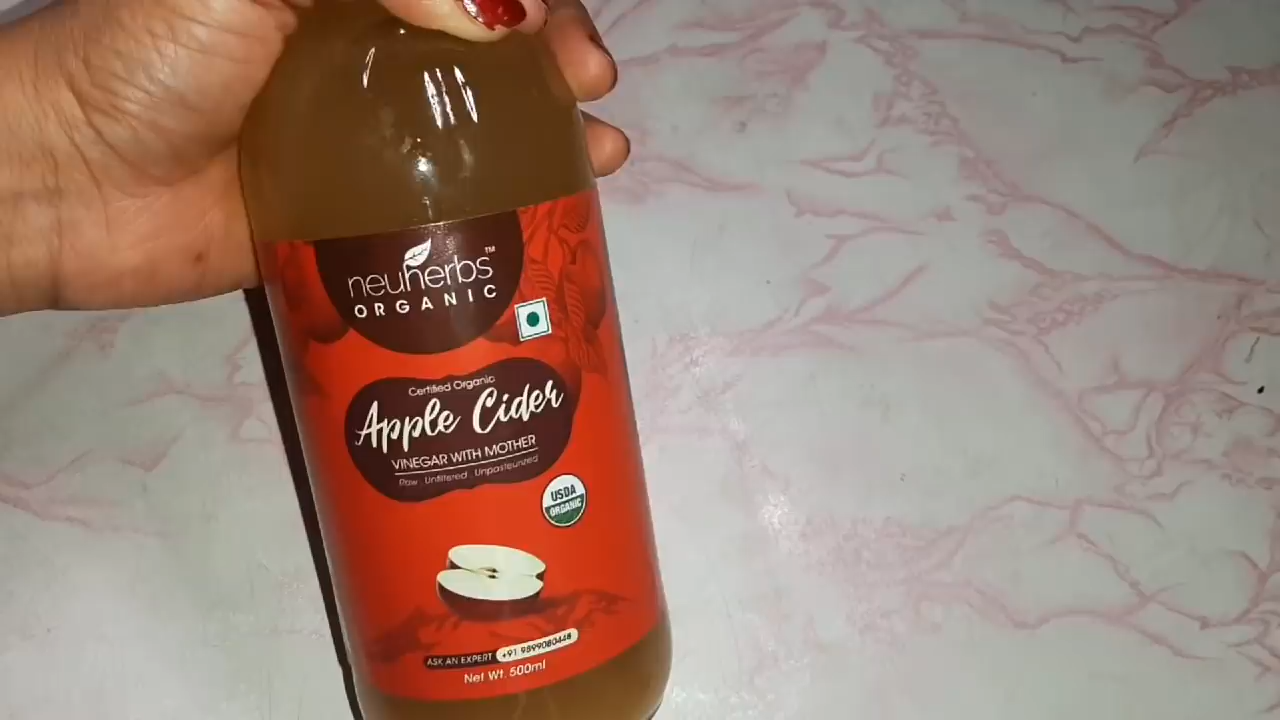 neuherbs™
ORGANIC
Certified Organic
Apple Cider
VINEGAR WITH MOTHER
Raw . Unfiltered . Unpasteurized
USDA
ORGANIC
ASK AN EXPERT +91 9899080448
Net Wt. 500ml